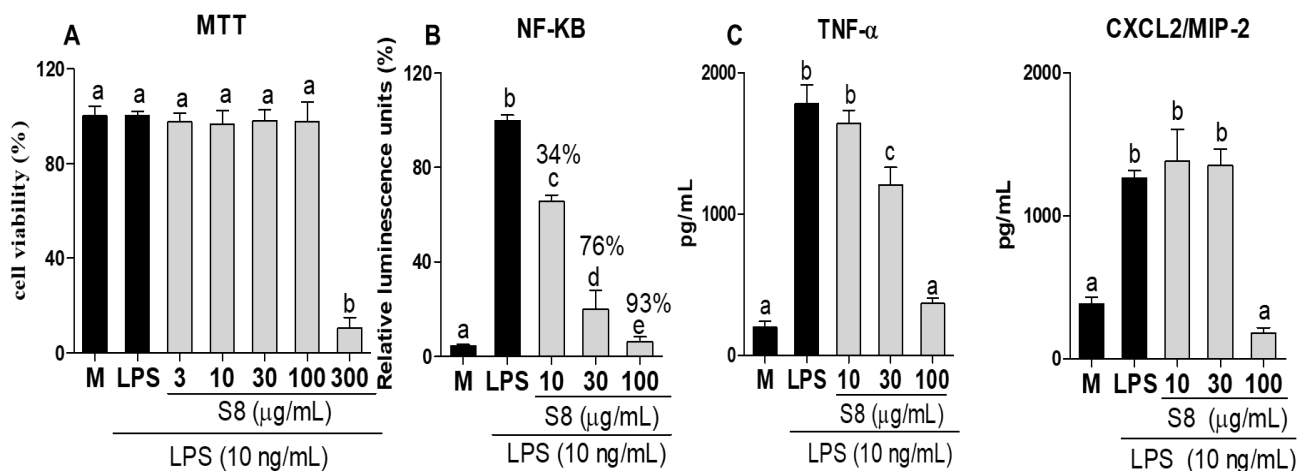 A
MTT
cell viability (%)
120
80
40
0
a
a
a
a
a
a
b
M LPS 3 10 30 100 300
S8 (μg/mL)
LPS (10 ng/mL)
B
NF-KB
Relative luminescence units (%)
120
80
40
0
a
b
34%
c
76%
d
93%
e
M LPS 10 30 100
S8 (μg/mL)
LPS (10 ng/mL)
C
TNF-α
pg/mL
2000
1000
0
a
b
b
c
a
M LPS 10 30 100
S8 (μg/mL)
LPS (10 ng/mL)
CXCL2/MIP-2
pg/mL
2000
1000
0
a
b
b
b
a
M LPS 10 30 100
S8 (μg/mL)
LPS (10 ng/mL)